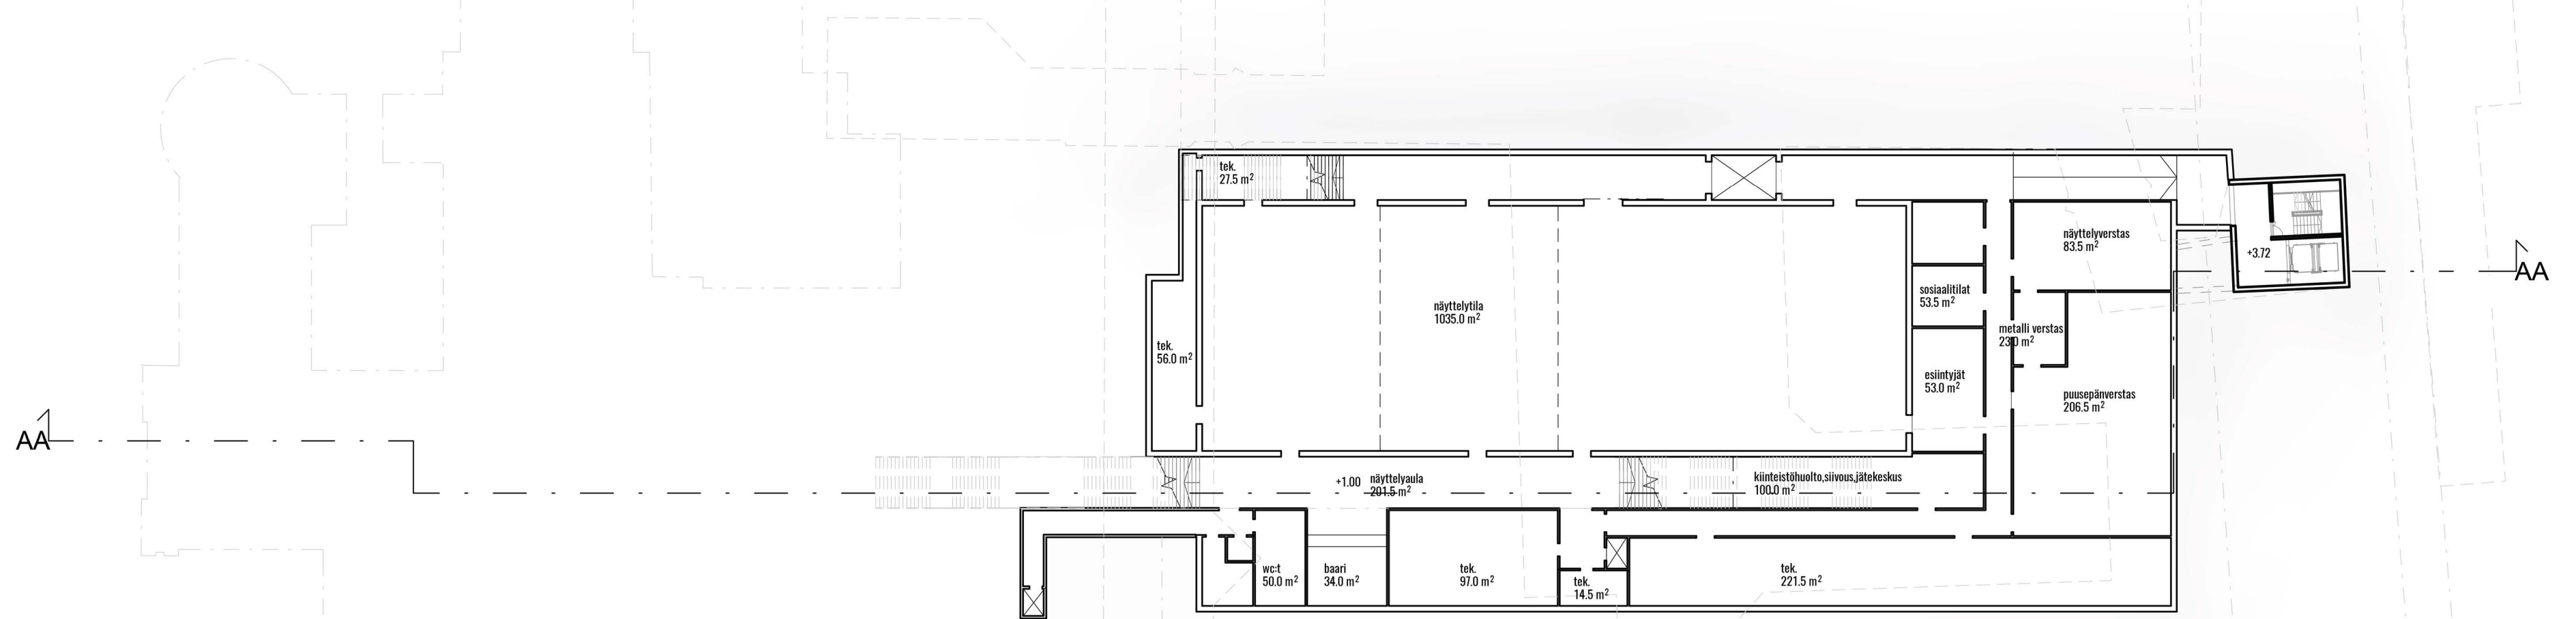 tek.
27.5 m²
näyttelyverstas
83.5 m²
+3.72
AA
sosiaalitilat
53.5 m²
näyttelytila
1035.0 m²
metalli verstas
23.0 m²
tek.
56.0 m²
esiintyjät
53.0 m²
puusepänverstas
206.5 m²
AA
+1.00
näyttelyaula
201.5 m²
kiinteistöhuolto,siivous,jätekeskus
100.0 m²
wc:t
50.0 m²
baari
34.0 m²
tek.
97.0 m²
tek.
14.5 m²
tek.
221.5 m²